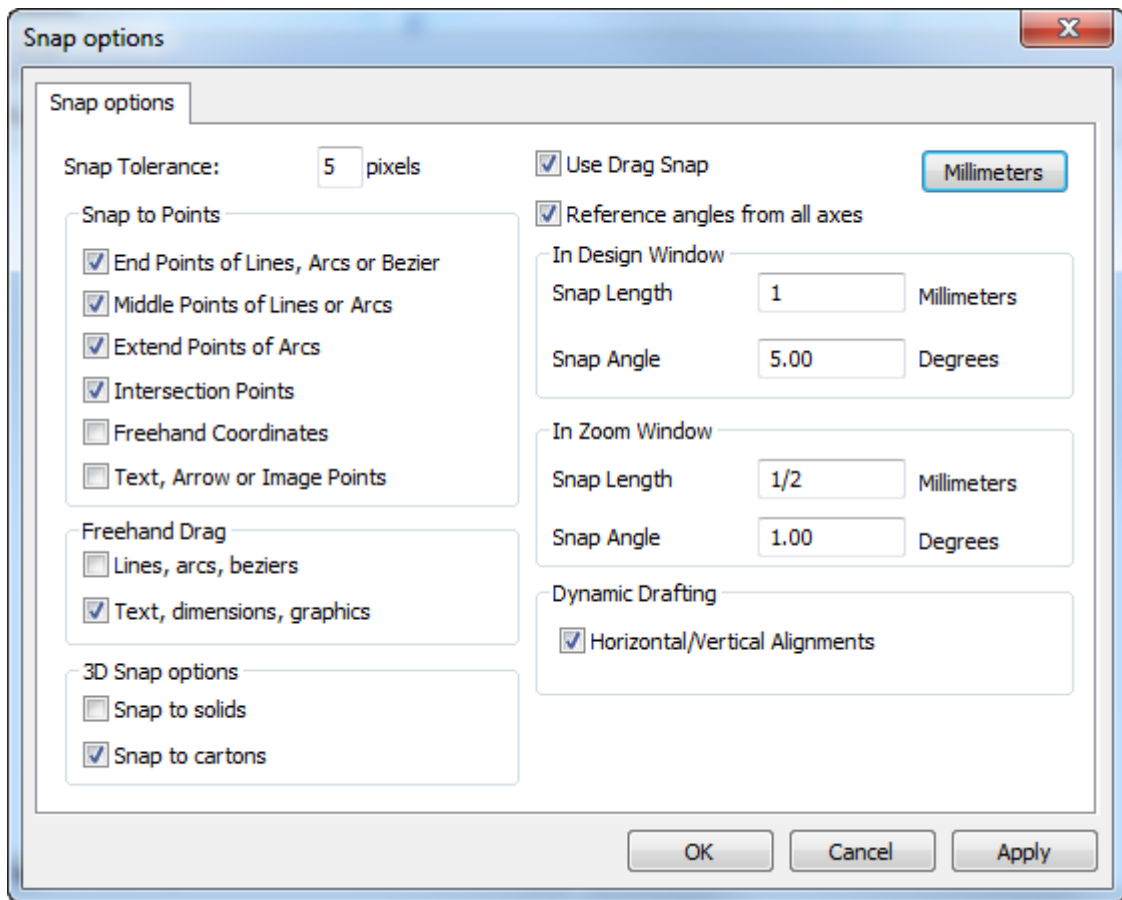 Snap options
Snap options
Snap Tolerance: 5 pixels
Snap to Points
End Points of Lines, Arcs or Bezier
Middle Points of Lines or Arcs
Extend Points of Arcs
Intersection Points
Freehand Coordinates
Text, Arrow or Image Points
Freehand Drag
Lines, arcs, beziers
Text, dimensions, graphics
3D Snap options
Snap to solids
Snap to cartons
Use Drag Snap
Millimeters
Reference angles from all axes
In Design Window
Snap Length 1 Millimeters
Snap Angle 5.00 Degrees
In Zoom Window
Snap Length 1/2 Millimeters
Snap Angle 1.00 Degrees
Dynamic Drafting
Horizontal/Vertical Alignments
OK Cancel Apply